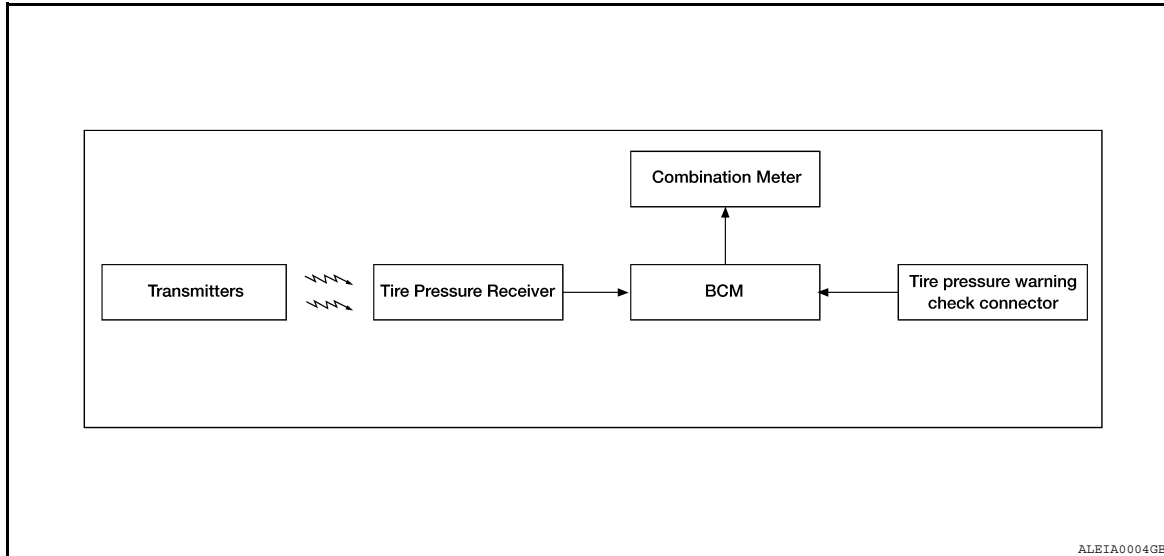 Combination Meter
Transmitters
Tire Pressure Receiver
BCM
Tire pressure warning
check connector
ALEIA0004GB